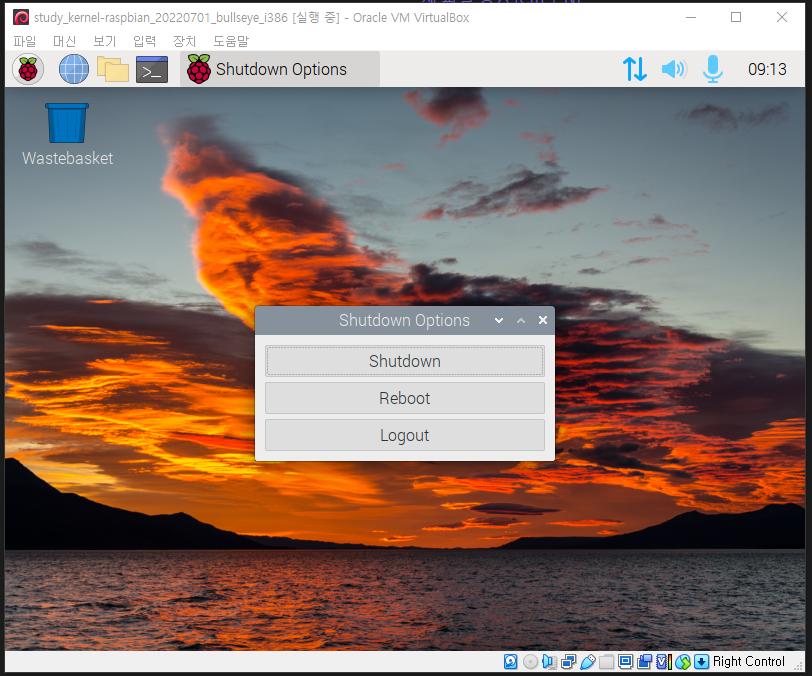 study_kernel-raspbian_20220701_bullseye_i386 [실행 중] - Oracle VM VirtualBox
파일 머신 보기 입력 장치 도움말
Shutdown Options 09:13
Wastebasket
Shutdown Options
Shutdown
Reboot
Logout
Right Control